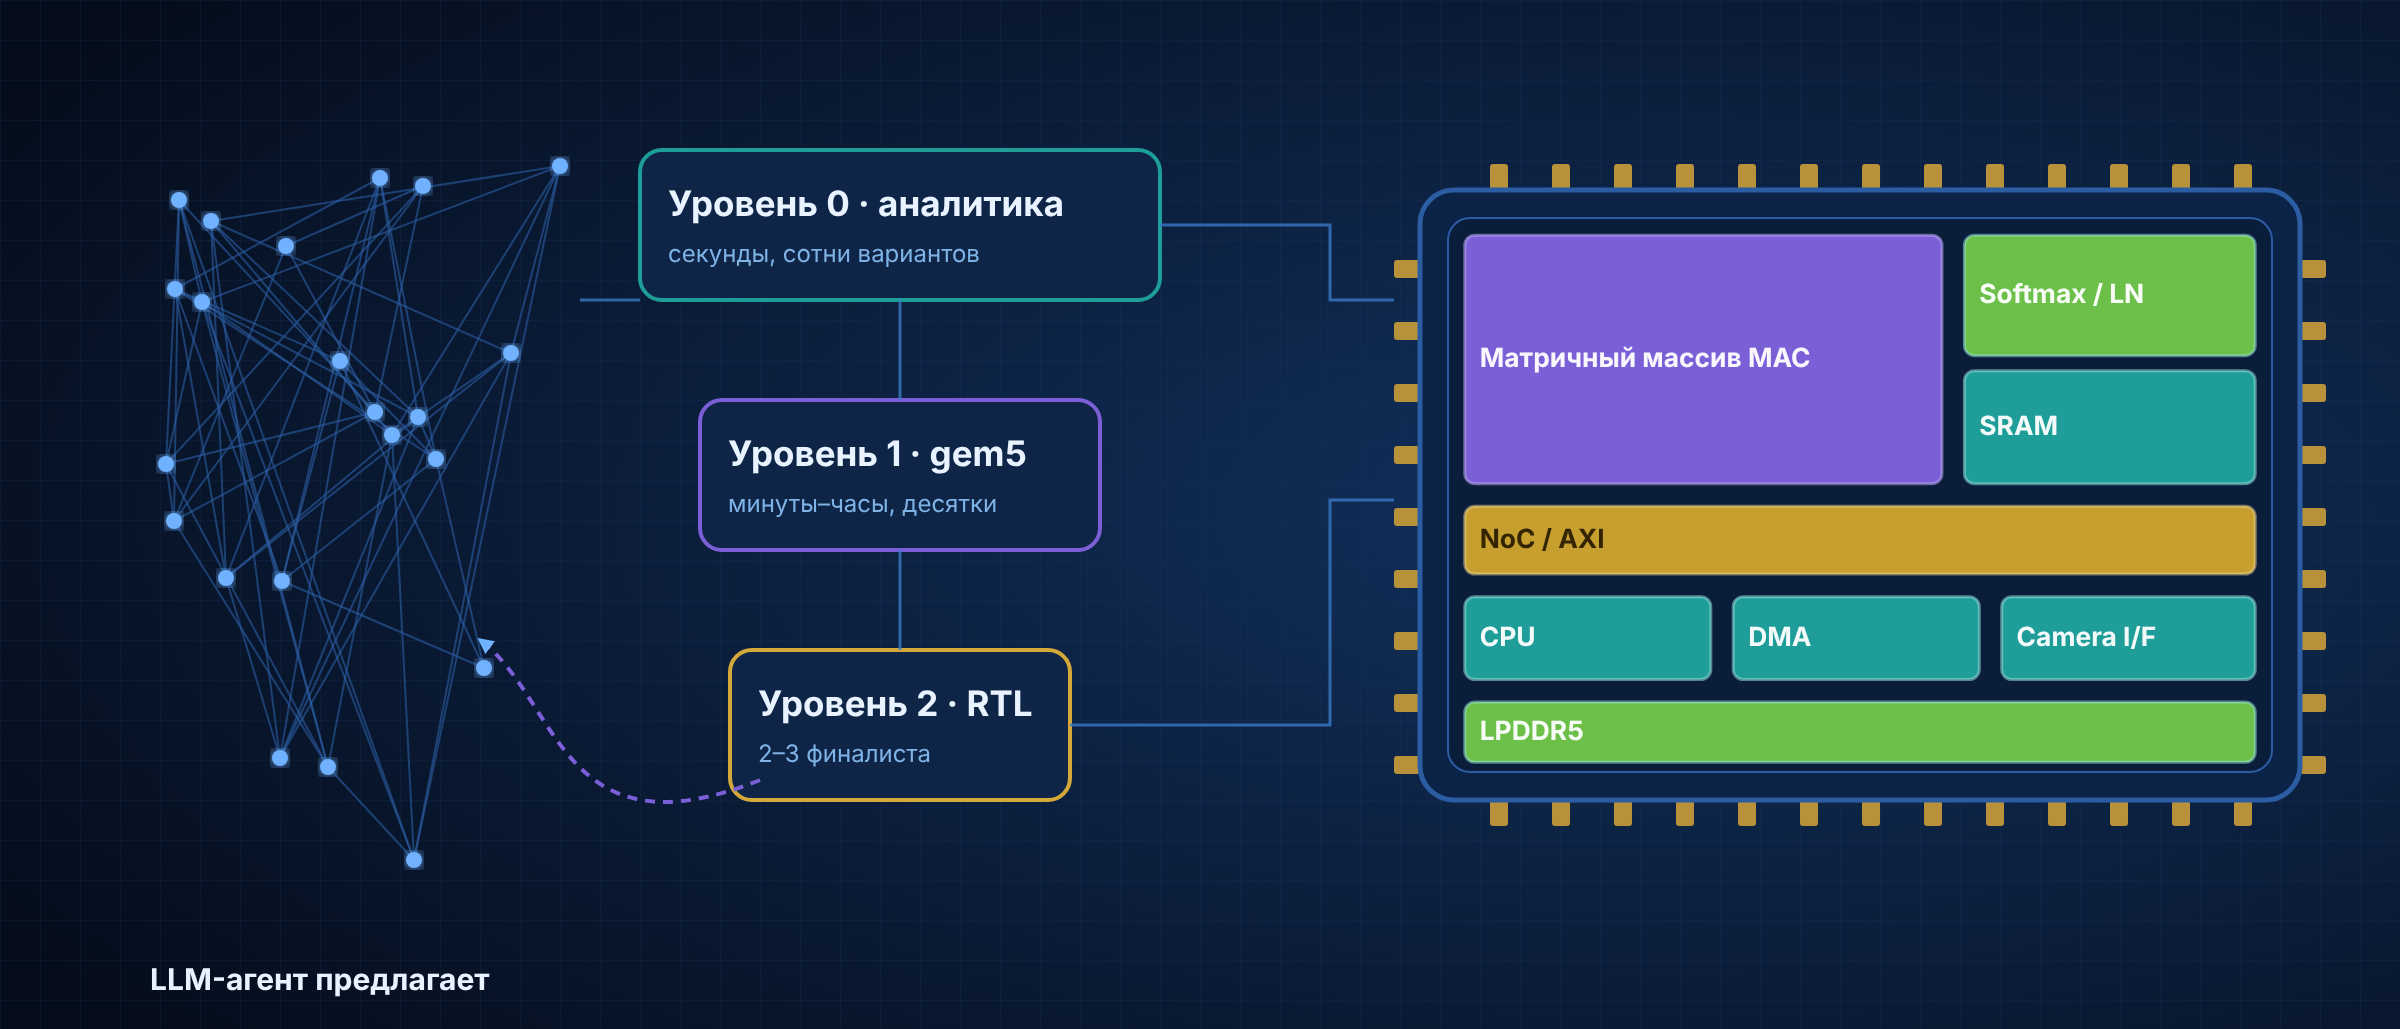 Уровень 0 · аналитика
секунды, сотни вариантов
Уровень 1 · gem5
минуты–часы, десятки
Уровень 2 · RTL
2–3 финалиста
Матричный массив MAC
Softmax / LN
SRAM
NoC / AXI
CPU
DMA
Camera I/F
LPDDR5
LLM-агент предлагает